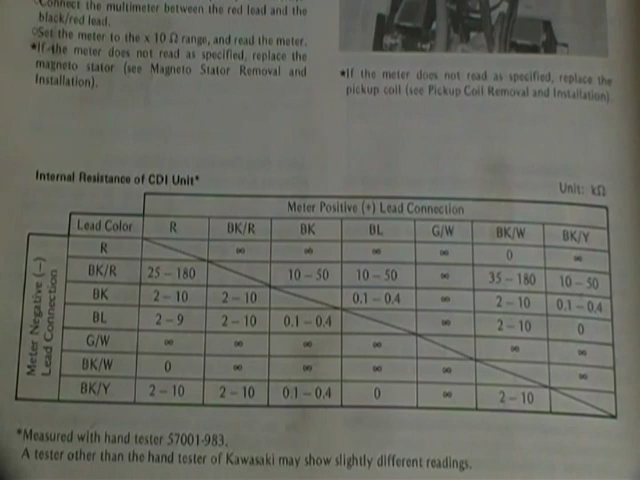 Connect the multimeter between the red lead and the
black/red lead.
○Set the meter to the x 10 Ω range, and read the meter.
★If the meter does not read as specified, replace the
magneto stator (see Magneto Stator Removal and
Installation).
★If the meter does not read as specified, replace the
pickup coil (see Pickup Coil Removal and Installation).
Internal Resistance of CDI Unit*
Unit: kΩ
Meter Positive (+) Lead Connection
Lead Color R BK/R BK BL G/W BK/W BK/Y
Meter Negative (−)
Lead Connection
R ∞ ∞ ∞ ∞ 0 ∞
BK/R 25 – 180 10 – 50 10 – 50 ∞ 35 – 180 10 – 50
BK 2 – 10 2 – 10 0.1 – 0.4 ∞ 2 – 10 0.1 – 0.4
BL 2 – 9 2 – 10 0.1 – 0.4 ∞ 2 – 10 0
G/W ∞ ∞ ∞ ∞ ∞ ∞
BK/W 0 ∞ ∞ ∞ ∞ ∞
BK/Y 2 – 10 2 – 10 0.1 – 0.4 0 ∞ 2 – 10
*Measured with hand tester 57001-983.
A tester other than the hand tester of Kawasaki may show slightly different readings.